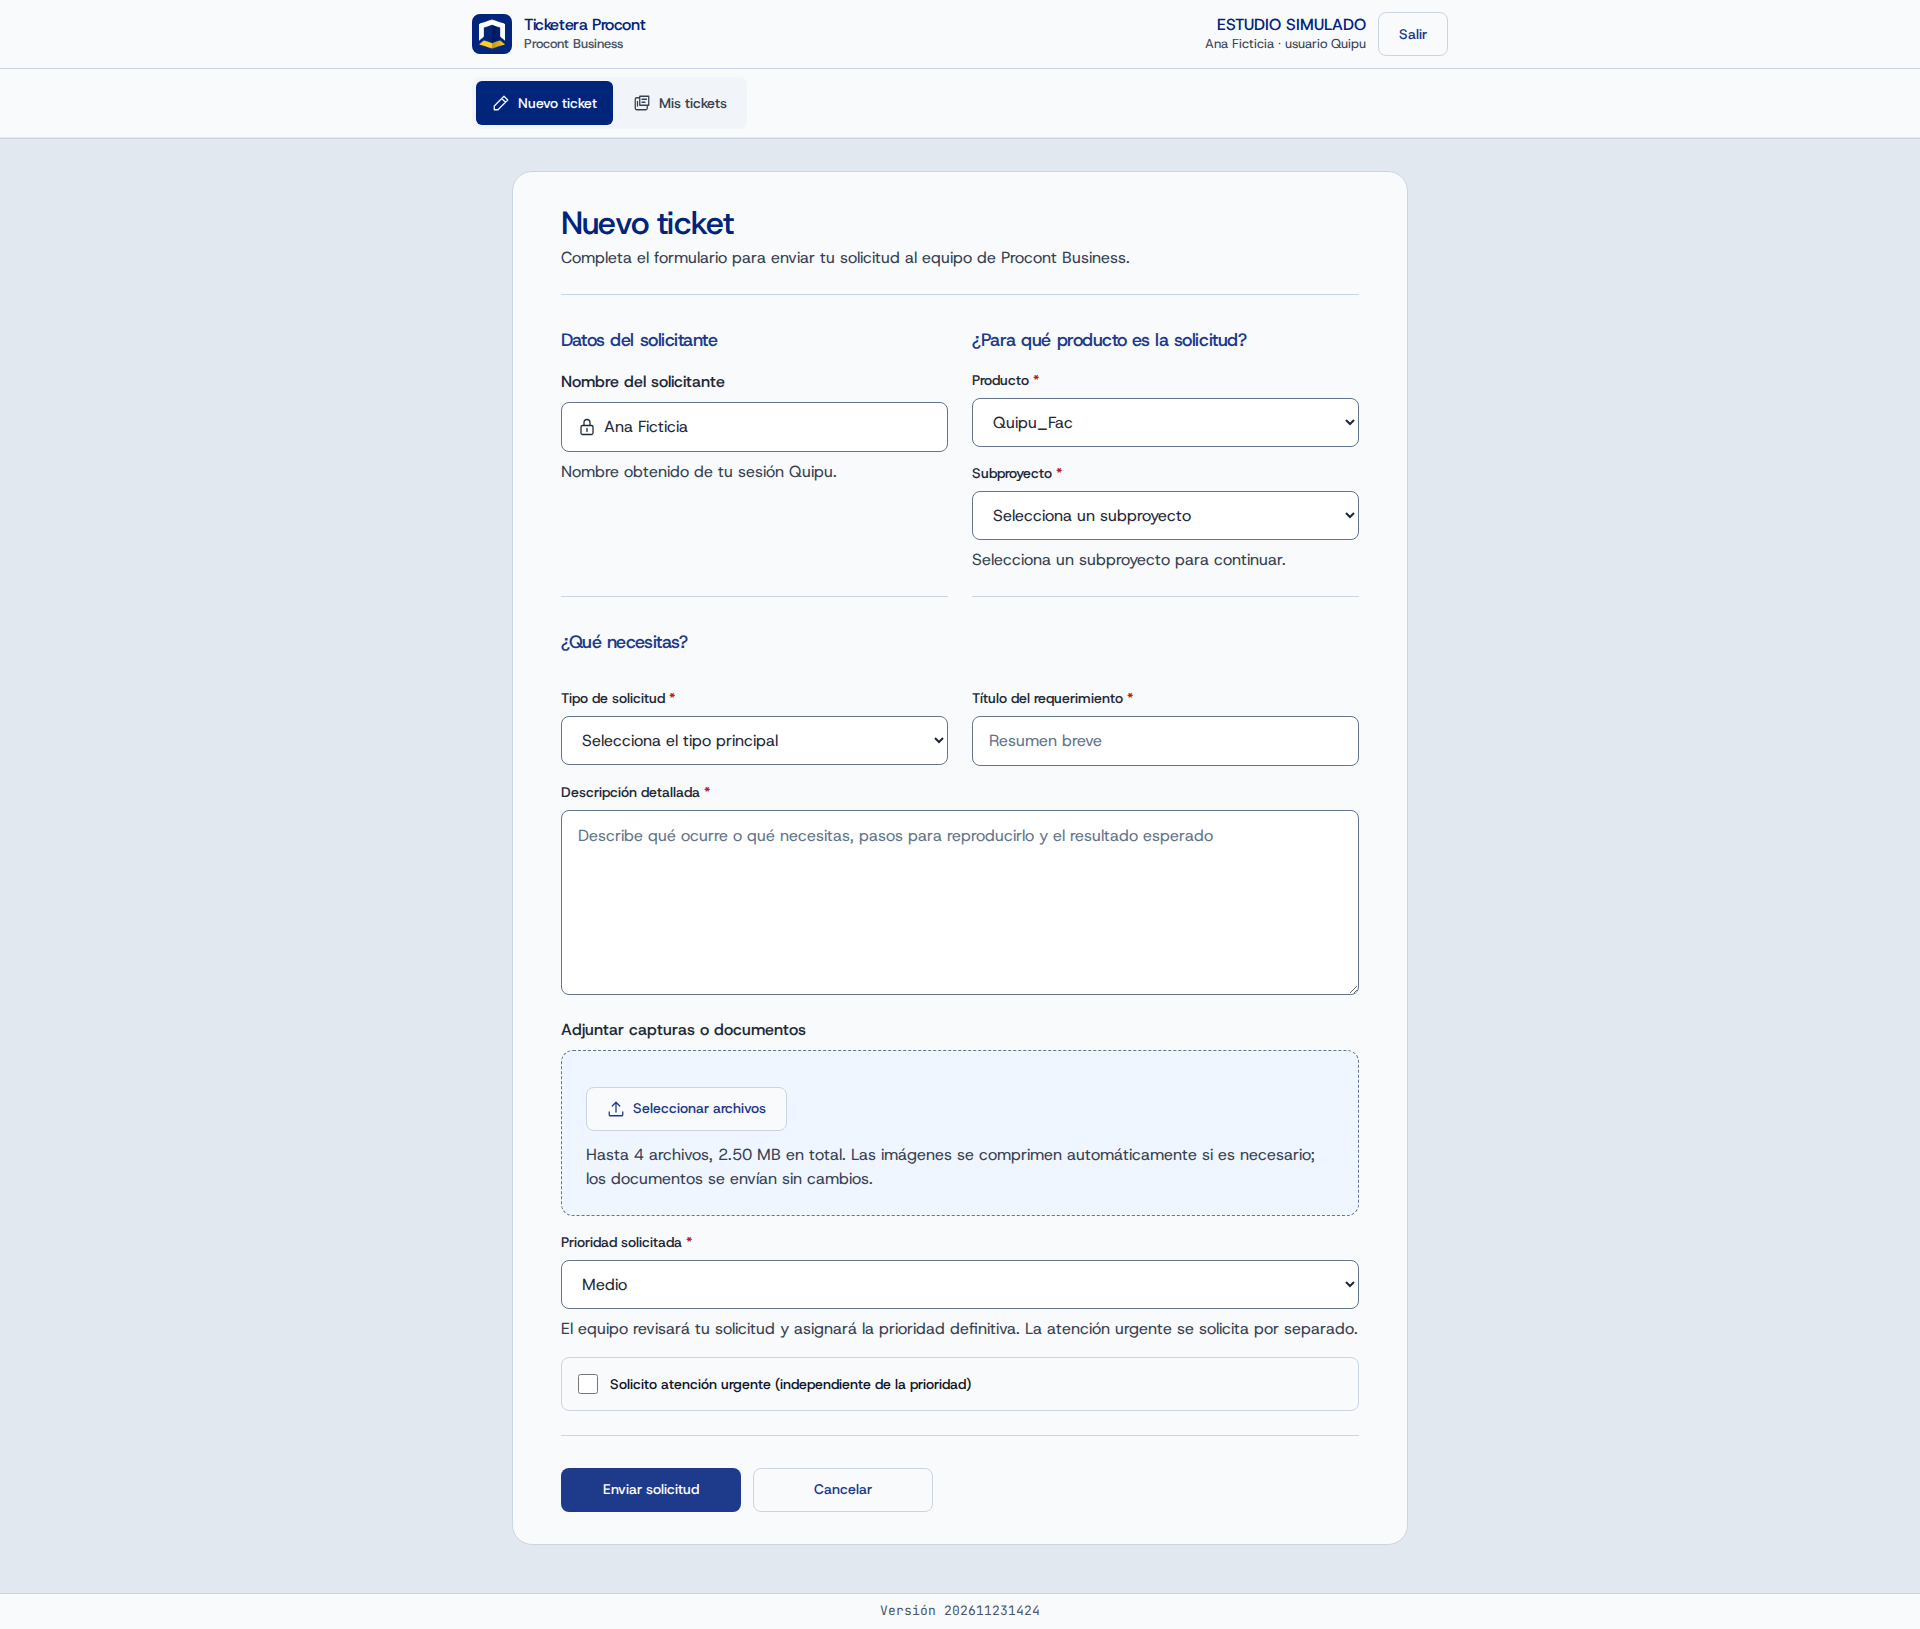 Ticketera Procont
Procont Business
ESTUDIO SIMULADO
Ana Ficticia · usuario Quipu
Salir
Nuevo ticket
Mis tickets
Nuevo ticket
Completa el formulario para enviar tu solicitud al equipo de Procont Business.
Datos del solicitante
Nombre del solicitante
Ana Ficticia
Nombre obtenido de tu sesión Quipu.
¿Para qué producto es la solicitud?
Producto *
Quipu_Fac
Subproyecto *
Selecciona un subproyecto
Selecciona un subproyecto para continuar.
¿Qué necesitas?
Tipo de solicitud *
Selecciona el tipo principal
Título del requerimiento *
Resumen breve
Descripción detallada *
Describe qué ocurre o qué necesitas, pasos para reproducirlo y el resultado esperado
Adjuntar capturas o documentos
Seleccionar archivos
Hasta 4 archivos, 2.50 MB en total. Las imágenes se comprimen automáticamente si es necesario;
los documentos se envían sin cambios.
Prioridad solicitada *
Medio
El equipo revisará tu solicitud y asignará la prioridad definitiva. La atención urgente se solicita por separado.
Solicito atención urgente (independiente de la prioridad)
Enviar solicitud
Cancelar
Versión 202611231424